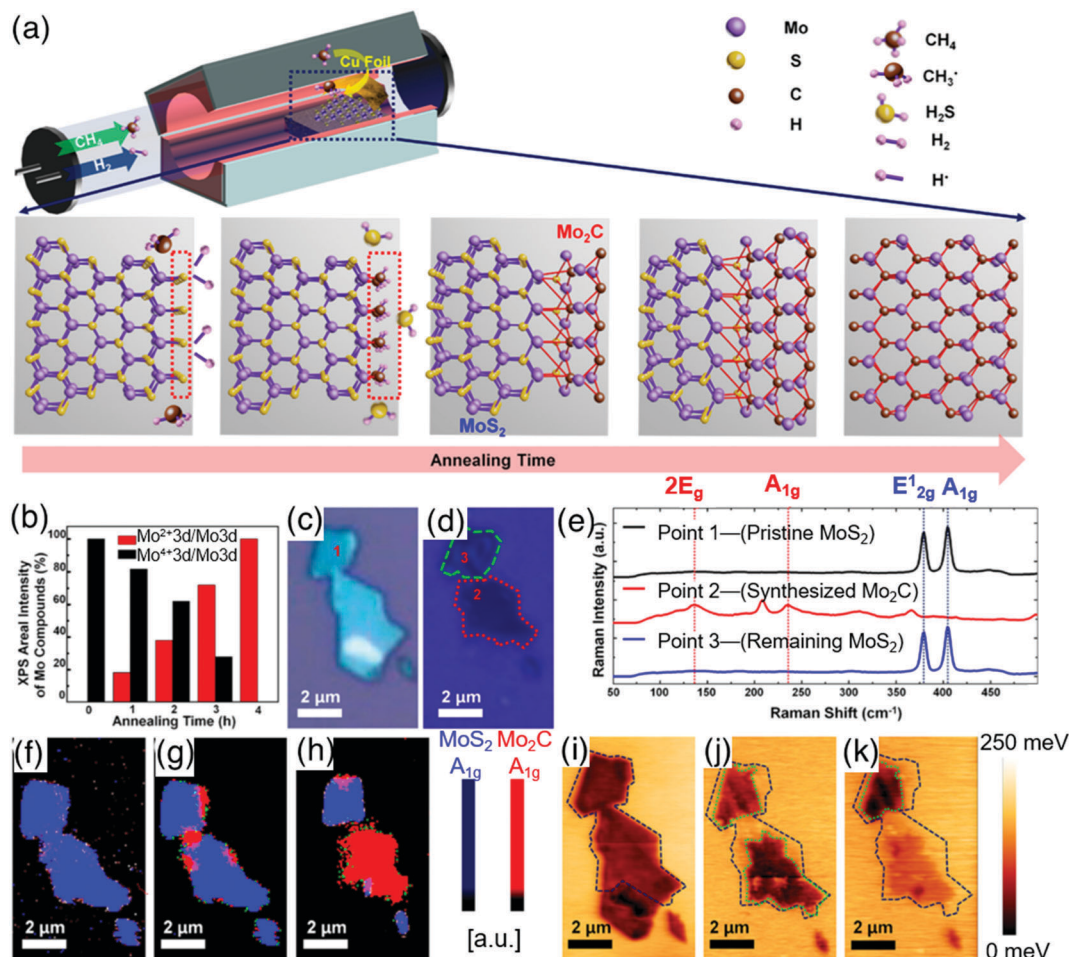 (a)
Cu Foil
CH4
H2
Mo
S
C
H
CH4
CH3·
H2S
H2
H·
Mo2C
MoS2
Annealing Time
(b)
XPS Areal Intensity
of Mo Compounds (%)
100
80
60
40
20
0
Mo2+3d/Mo3d
Mo4+3d/Mo3d
0 1 2 3 4
Annealing Time (h)
(c)
1
2 μm
(d)
3
2
2 μm
(e)
2Eg A1g E12g A1g
Raman Intensity (a.u.)
Point 1—(Pristine MoS2)
Point 2—(Synthesized Mo2C)
Point 3—(Remaining MoS2)
50 100 150 200 250 300 350 400 450
Raman Shift (cm-1)
(f)
2 μm
(g)
2 μm
(h)
2 μm
MoS2 Mo2C
A1g A1g
[a.u.]
(i)
2 μm
(j)
2 μm
(k)
2 μm
250 meV
0 meV